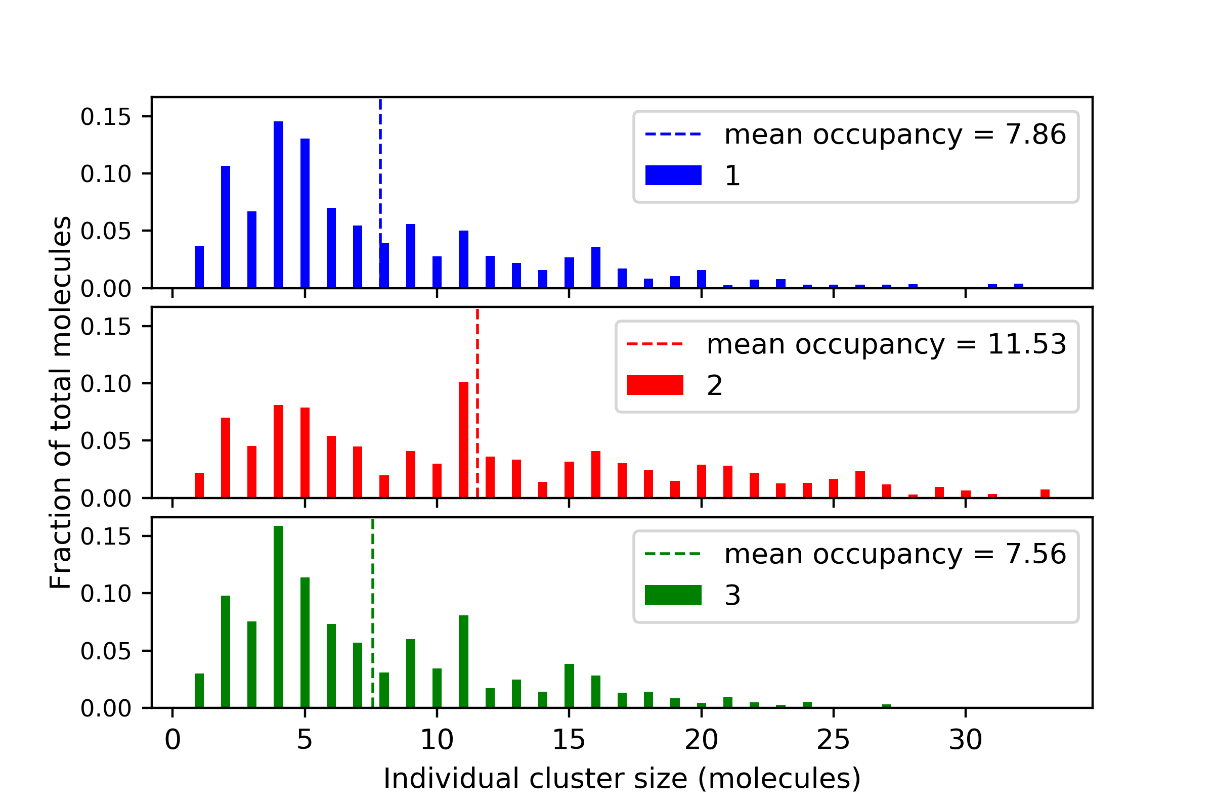 0.15
0.10
0.05
0.00
mean occupancy = 7.86
1
0.15
0.10
0.05
0.00
mean occupancy = 11.53
2
0.15
0.10
0.05
0.00
mean occupancy = 7.56
3
Fraction of total molecules
0 5 10 15 20 25 30
Individual cluster size (molecules)